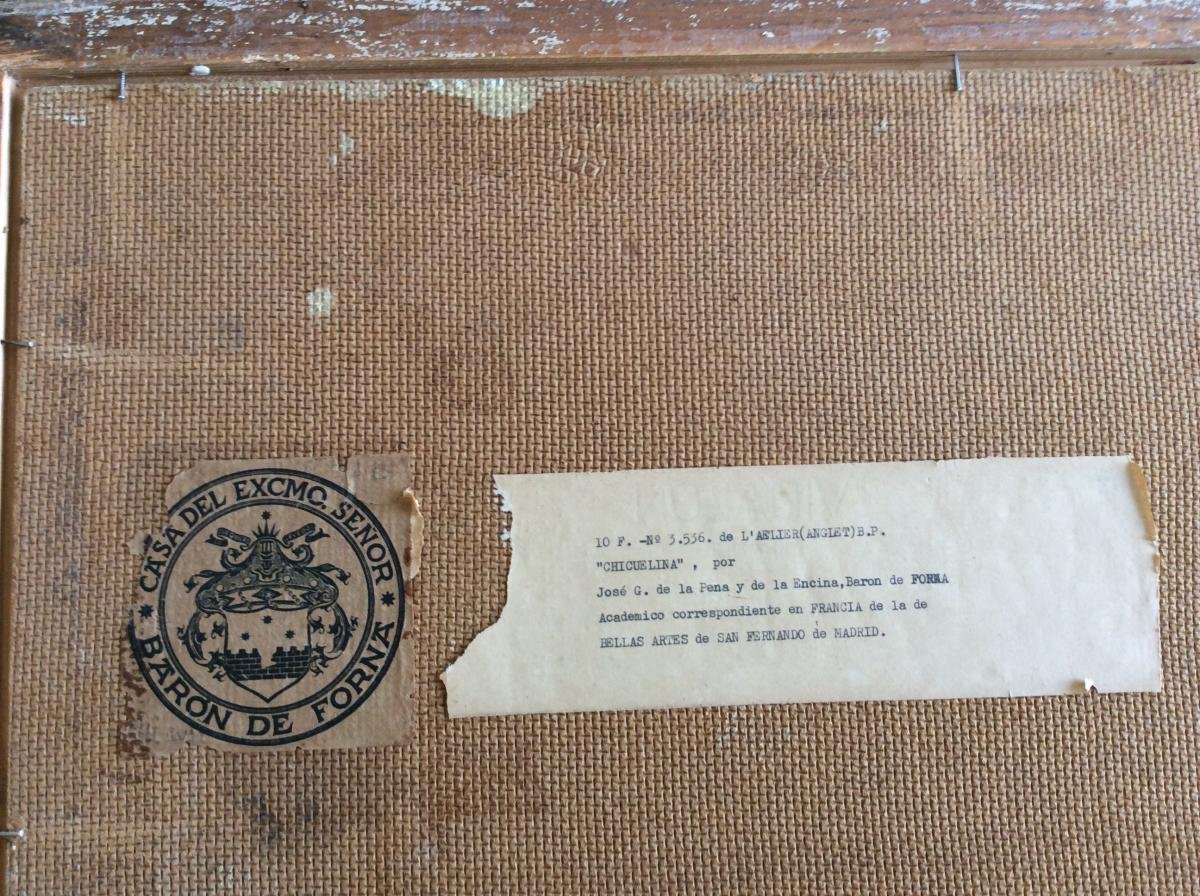 CASA DEL EXCMO. SEÑOR
* BARÓN DE FORNA *
10 F. -Nº 3.536. de L'AELIER(ANGLET)B.P.
"CHICUELINA" , por
José G. de la Pena y de la Encina,Baron de FORNA
Academico correspondiente en FRANCIA de la de
BELLAS ARTES de SAN FERNANDO de MADRID.